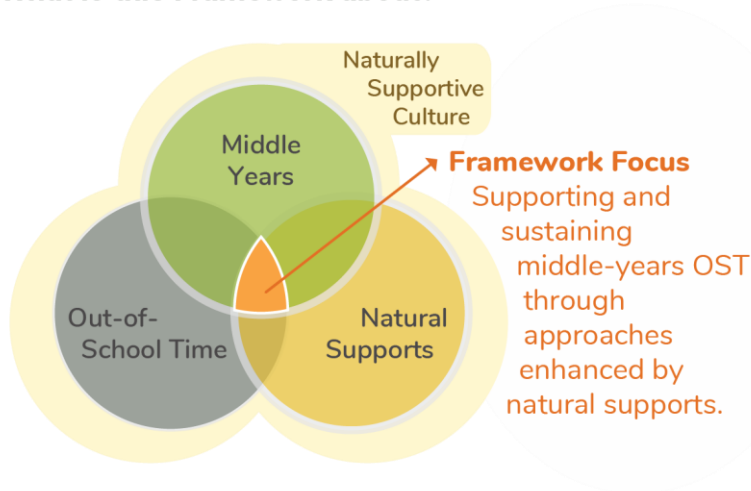 Naturally
Supportive
Culture
Middle
Years
Out-of-
School Time
Natural
Supports
Framework Focus
Supporting and
sustaining
middle-years OST
through
approaches
enhanced by
natural supports.